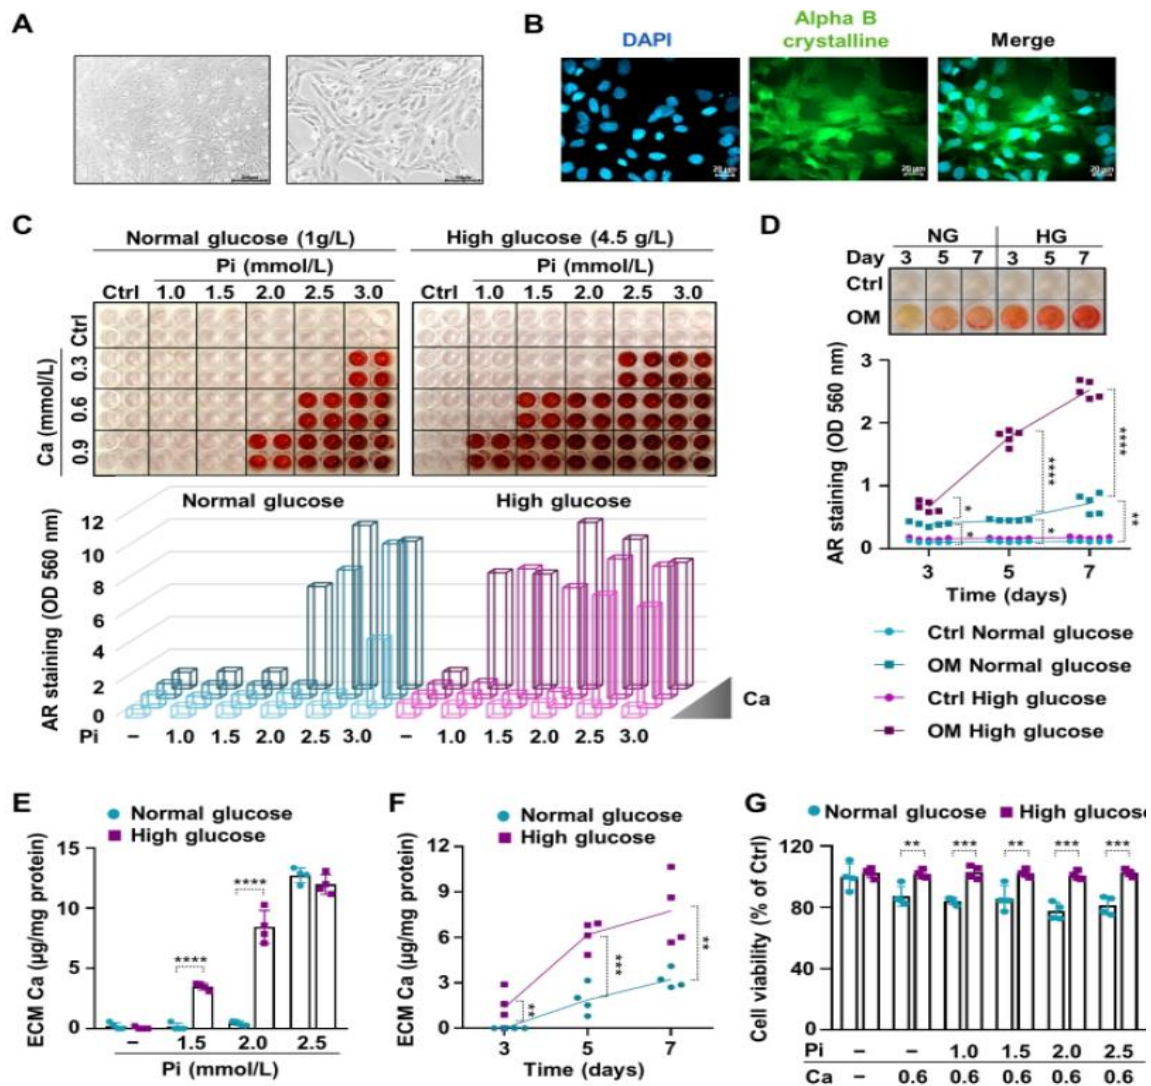 A
B
DAPI
Alpha B
crystalline
Merge
20 µm
20 µm
20 µm
C
Normal glucose (1g/L)
High glucose (4.5 g/L)
Pi (mmol/L)
Pi (mmol/L)
Ctrl 1.0 1.5 2.0 2.5 3.0
Ctrl 1.0 1.5 2.0 2.5 3.0
Ca (mmol/L)
Ctrl
0.3
0.6
0.9
Normal glucose
High glucose
AR staining (OD 560 nm)
12
10
8
6
4
2
0
Ca
Pi – 1.0 1.5 2.0 2.5 3.0 – 1.0 1.5 2.0 2.5 3.0
D
NG HG
Day 3 5 7 3 5 7
Ctrl
OM
AR staining (OD 560 nm)
3
2
1
0
*
*
****
*
****
**
3 5 7
Time (days)
Ctrl Normal glucose
OM Normal glucose
Ctrl High glucose
OM High glucose
E
Normal glucose
High glucose
ECM Ca (µg/mg protein)
15
10
5
0
****
****
– 1.5 2.0 2.5
Pi (mmol/L)
F
Normal glucose
High glucose
ECM Ca (µg/mg protein)
12
9
6
3
0
**
***
**
3 5 7
Time (days)
G
Normal glucose High glucose
Cell viability (% of Ctrl)
120
80
40
0
** *** ** *** ***
Pi – – 1.0 1.5 2.0 2.5
Ca – 0.6 0.6 0.6 0.6 0.6